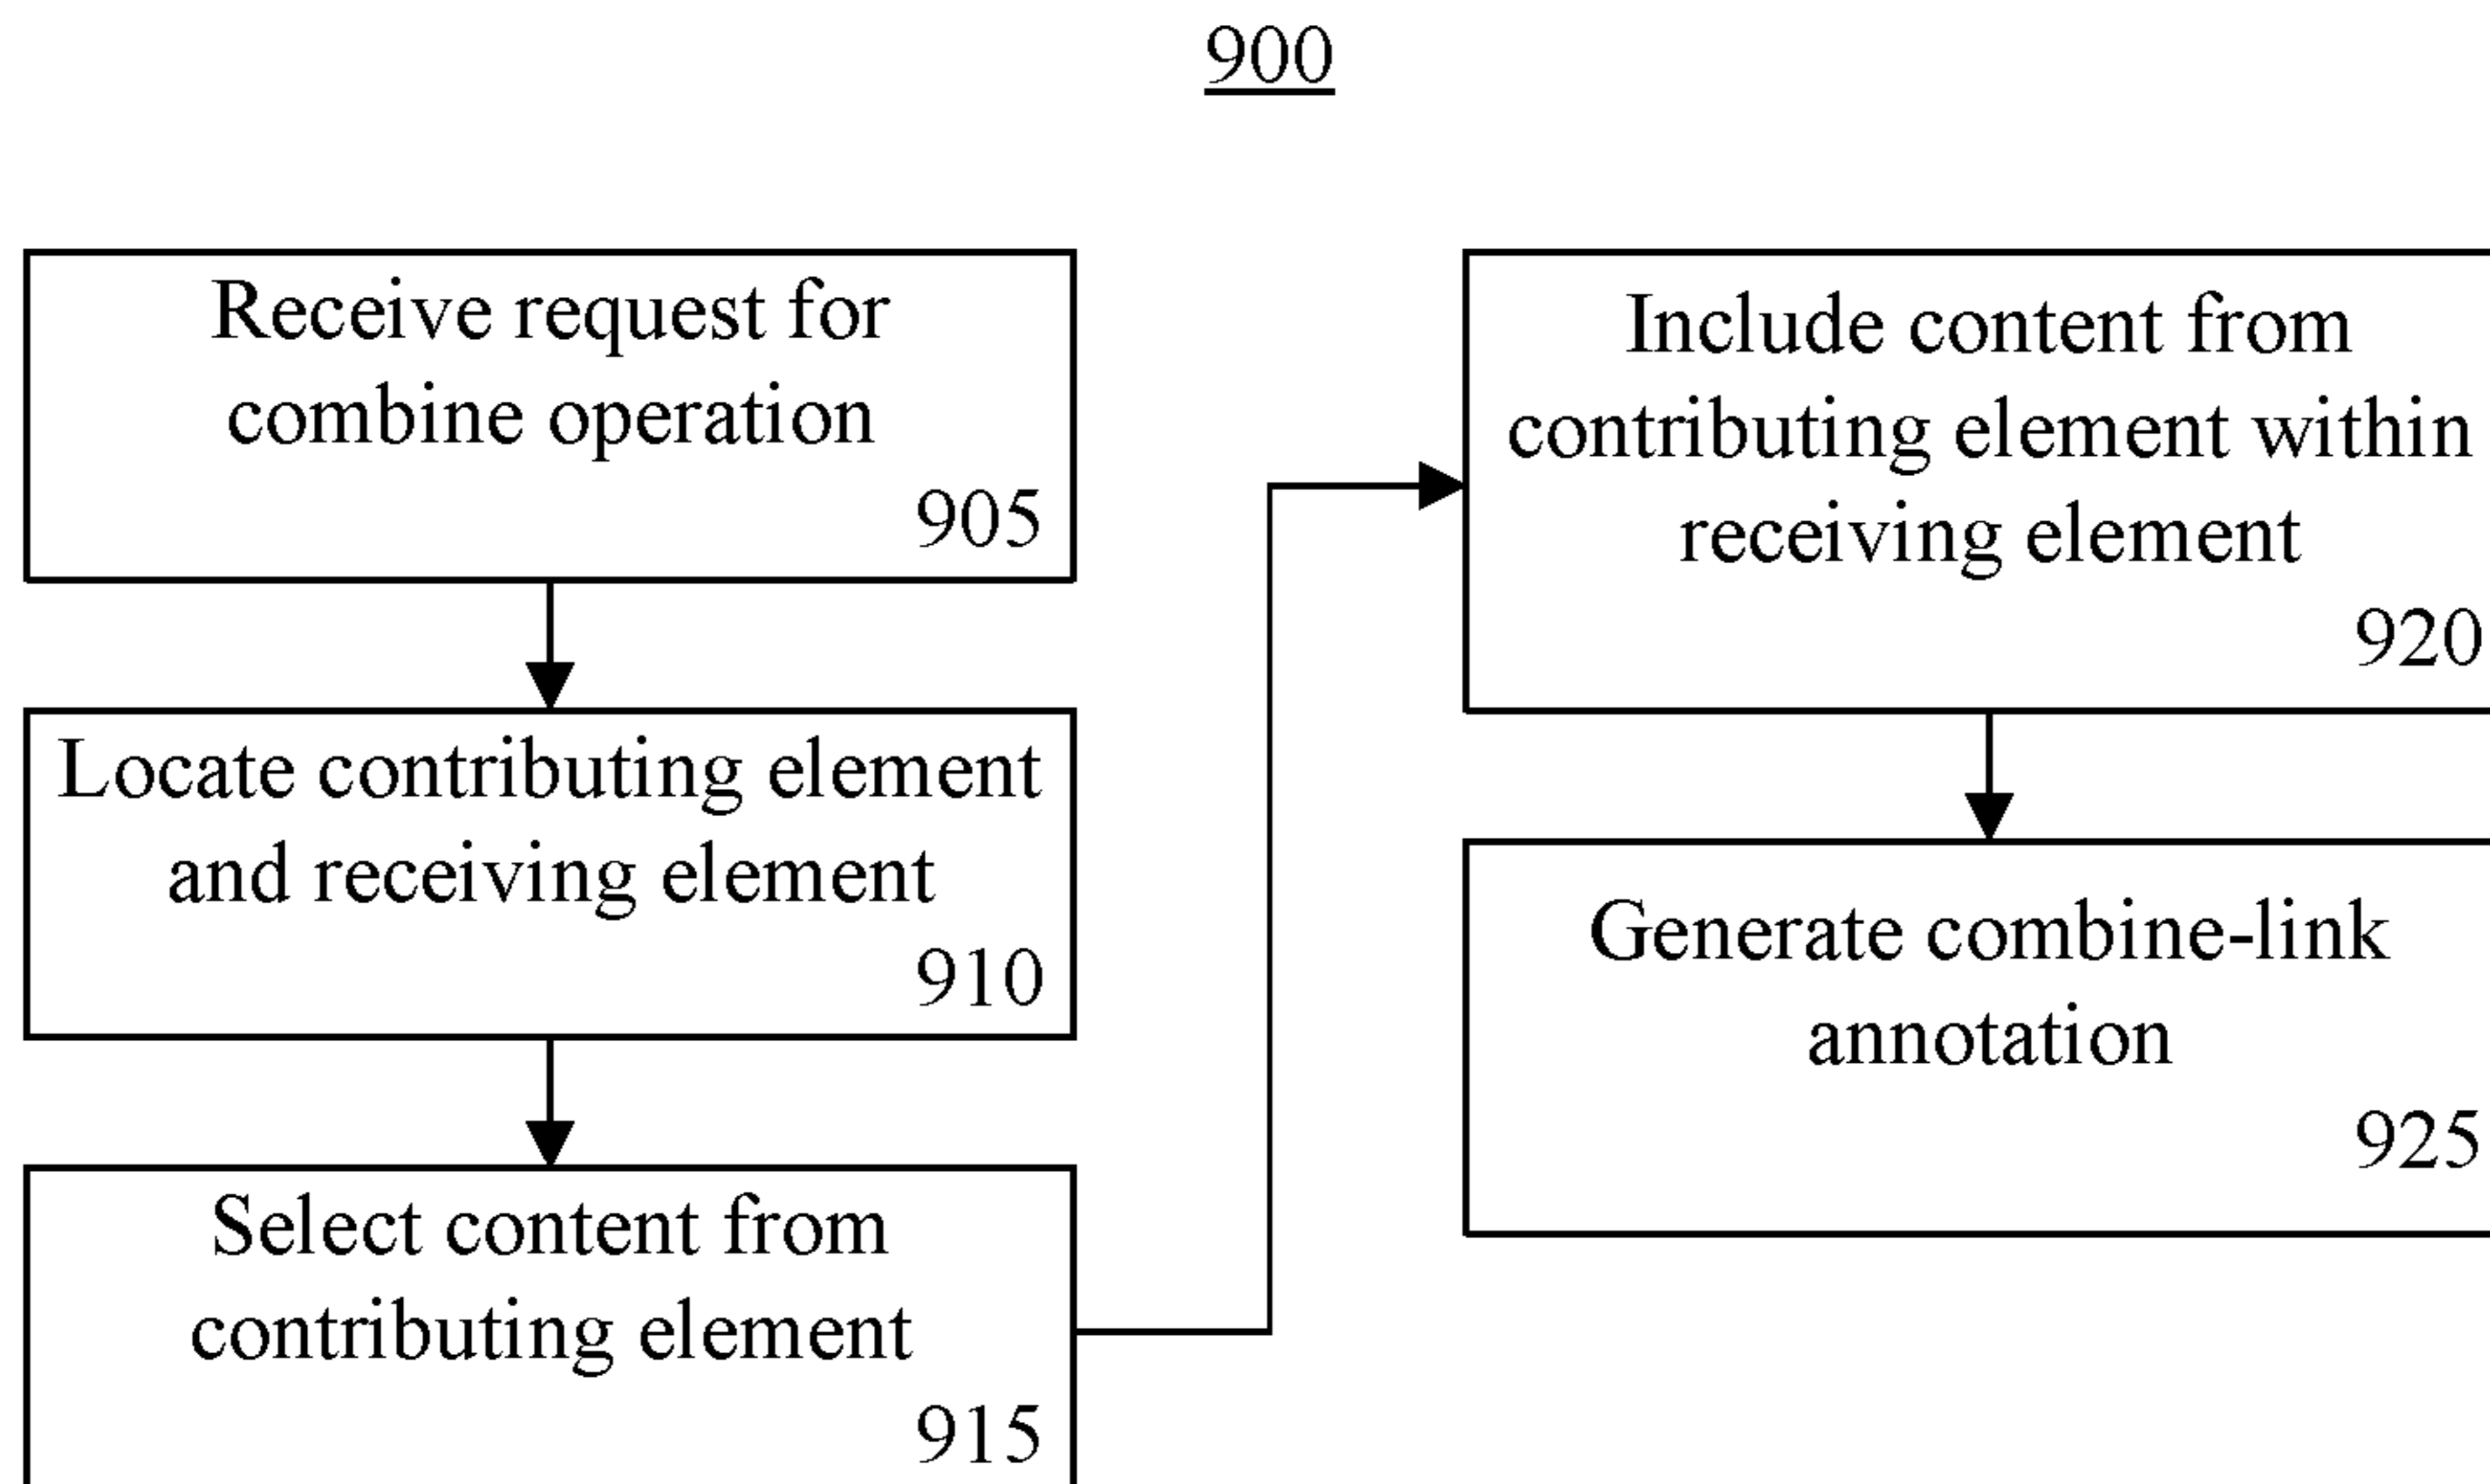 900
Receive request for
combine operation
905
Locate contributing element
and receiving element
910
Select content from
contributing element
915
Include content from
contributing element within
receiving element
920
Generate combine-link
annotation
925